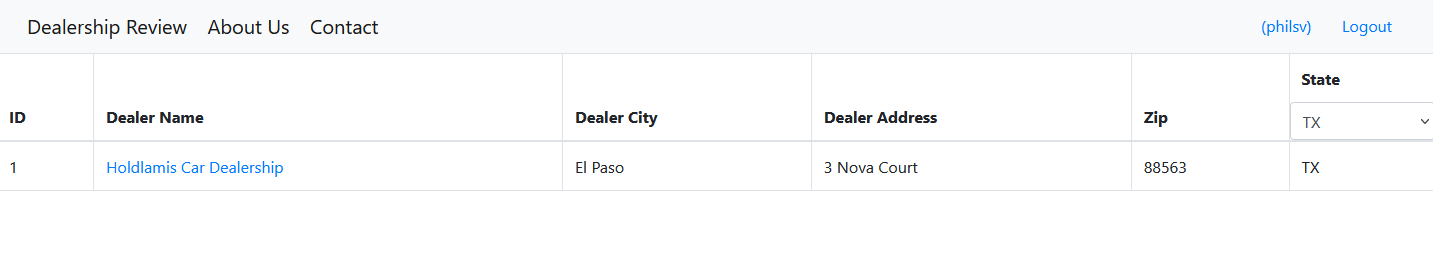 Dealership Review About Us Contact (philsv) Logout
State
ID Dealer Name Dealer City Dealer Address Zip
TX
1 Holdlamis Car Dealership El Paso 3 Nova Court 88563 TX